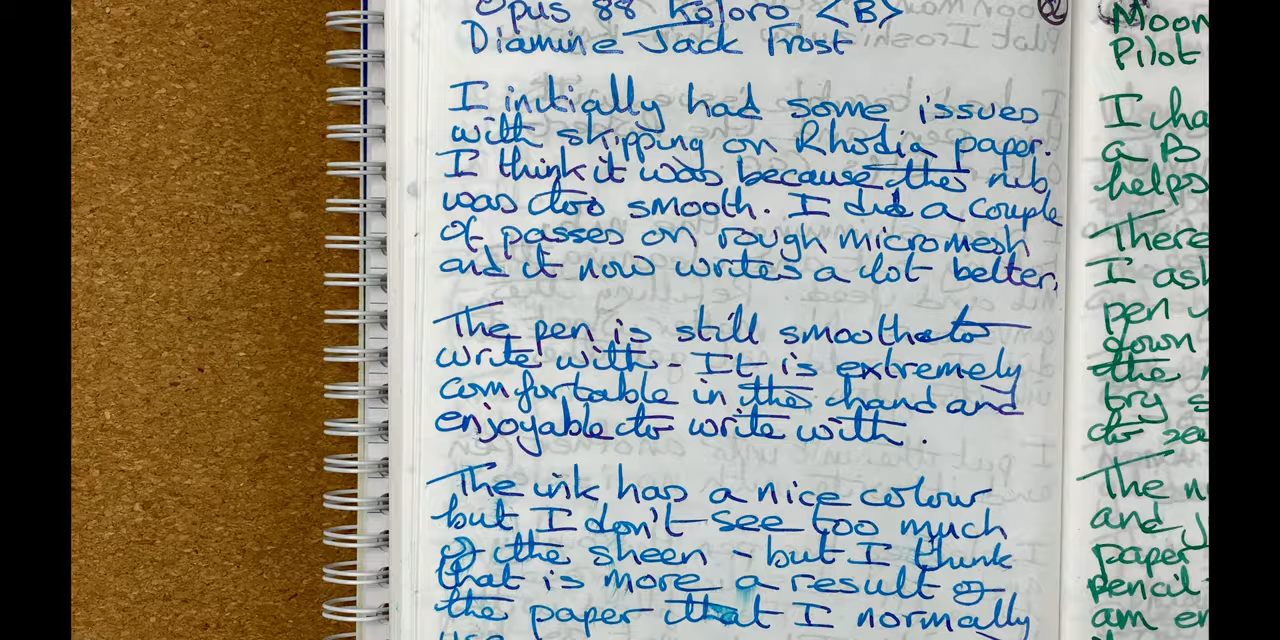 Opus 88 Koloro <B>
Diamine Jack Frost
I initially had some issues
with skipping on Rhodia paper.
I think it was because the nib
was too smooth. I did a couple
of passes on rough micromesh
and it now writes a lot better.
The pen is still smooth to
write with. It is extremely
comfortable in the hand and
enjoyable to write with.
The ink has a nice colour
but I don't see too much
of the sheen - but I think
that is more a result of
the paper that I normally
use
Moon
Pilot
I ha
a B
helps
There
I as
pen
down
the
try s
to see
The n
and
paper
pencil
am en